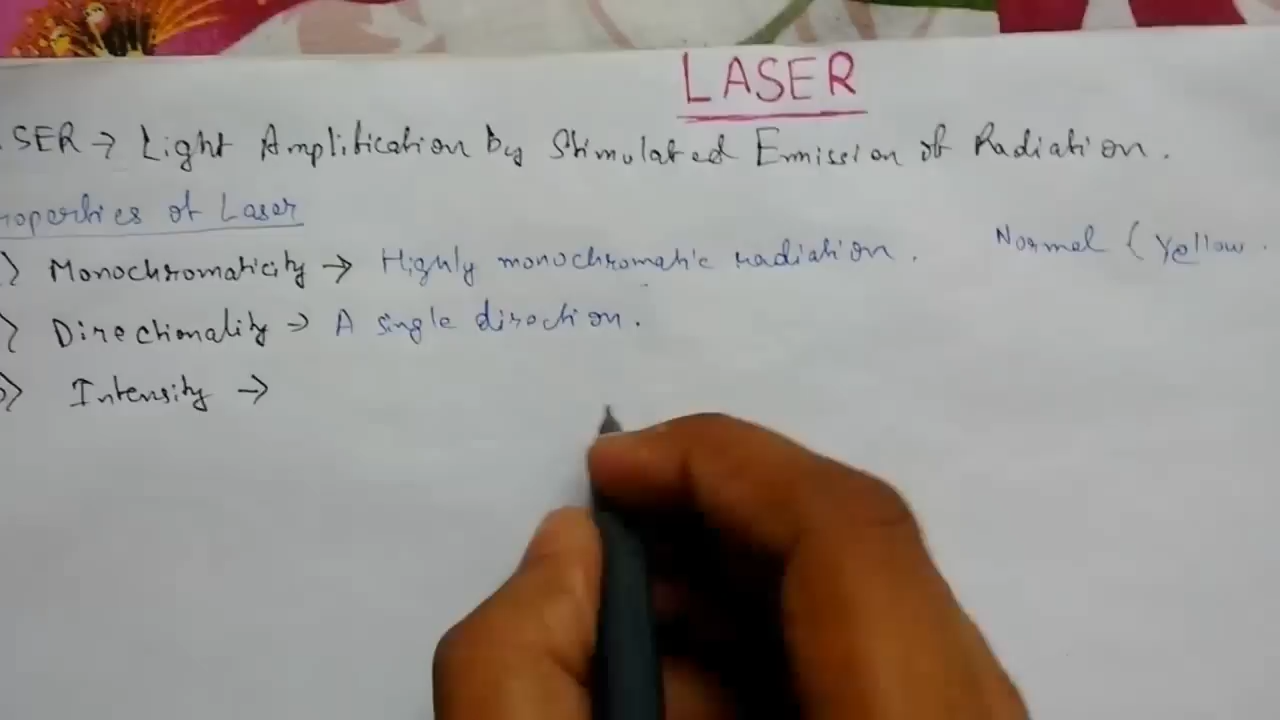 LASER
SER → Light Amplification by Stimulated Emission of Radiation.
roperties of Laser
) Monochromaticity → Highly monochromatic radiation. Normal (Yellow.
) Directionality → A single direction.
) Intensity →